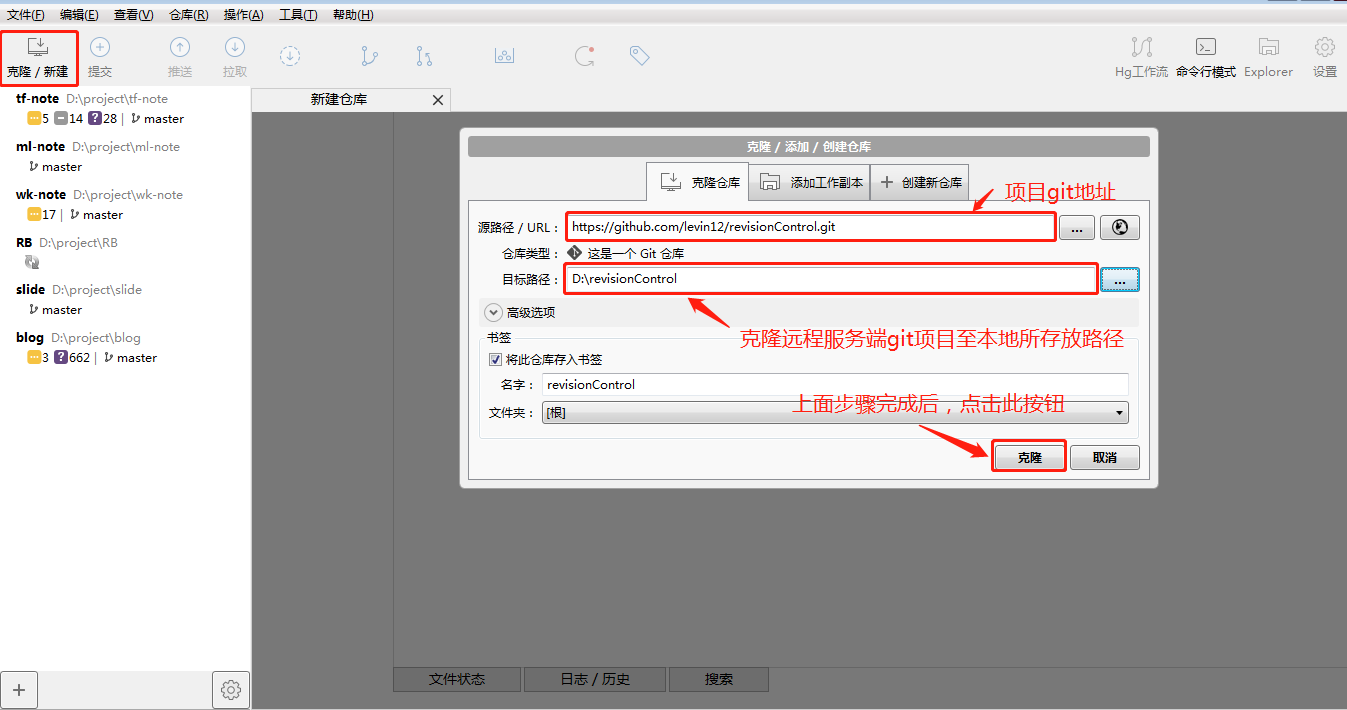 文件(F) 编辑(E) 查看(V) 仓库(R) 操作(A) 工具(T) 帮助(H)
克隆 / 新建 提交 推送 拉取 Hg工作流 命令行模式 Explorer 设置
tf-note D:\project\tf-note
5 14 ? 28 | master
ml-note D:\project\ml-note
master
wk-note D:\project\wk-note
17 | master
RB D:\project\RB
slide D:\project\slide
master
blog D:\project\blog
3 ? 662 | master
新建仓库
克隆 / 添加 / 创建仓库
克隆仓库 添加工作副本 + 创建新仓库
项目git地址
源路径 / URL : https://github.com/levin12/revisionControl.git ...
仓库类型： 这是一个 Git 仓库
目标路径： D:\revisionControl ...
高级选项
克隆远程服务端git项目至本地所存放路径
书签
将此仓库存入书签
名字： revisionControl
上面步骤完成后，点击此按钮
文件夹： [根]
克隆 取消
文件状态 日志 / 历史 搜索